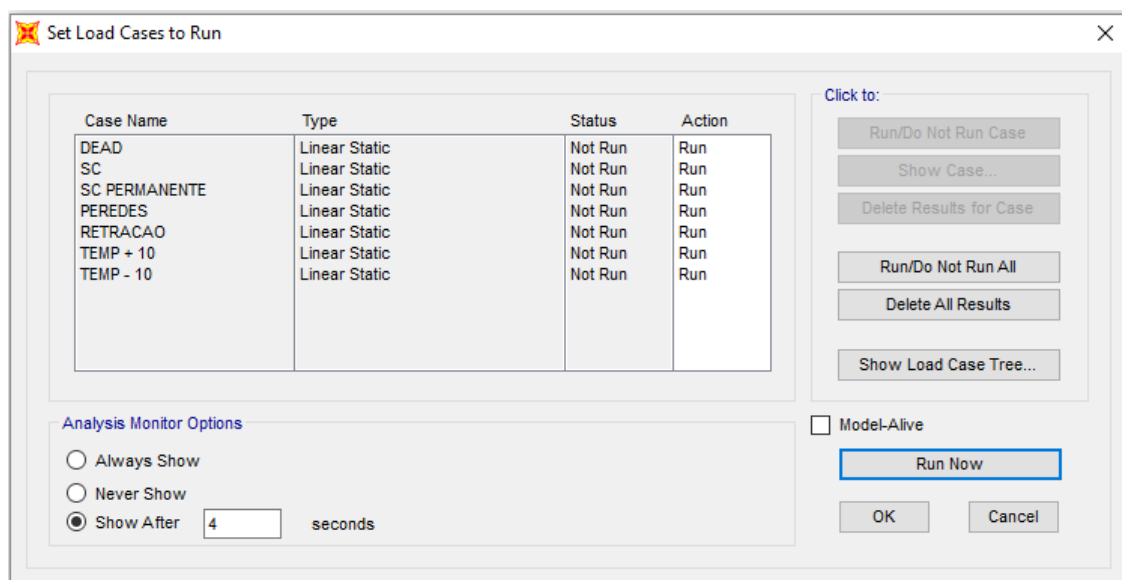 Set Load Cases to Run
Click to:
Case Name Type Status Action
DEAD Linear Static Not Run Run
SC Linear Static Not Run Run
SC PERMANENTE Linear Static Not Run Run
PEREDES Linear Static Not Run Run
RETRACAO Linear Static Not Run Run
TEMP + 10 Linear Static Not Run Run
TEMP - 10 Linear Static Not Run Run
Run/Do Not Run Case
Show Case...
Delete Results for Case
Run/Do Not Run All
Delete All Results
Show Load Case Tree...
Analysis Monitor Options
Always Show
Never Show
Show After 4 seconds
Model-Alive
Run Now
OK Cancel